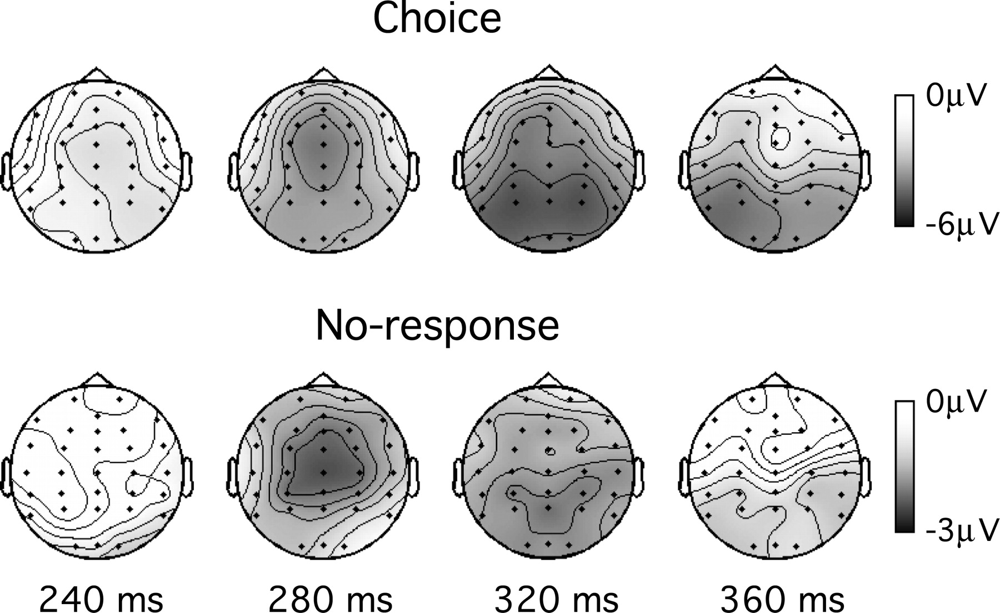 Choice
0μV
-6μV
No-response
0μV
-3μV
240 ms 280 ms 320 ms 360 ms